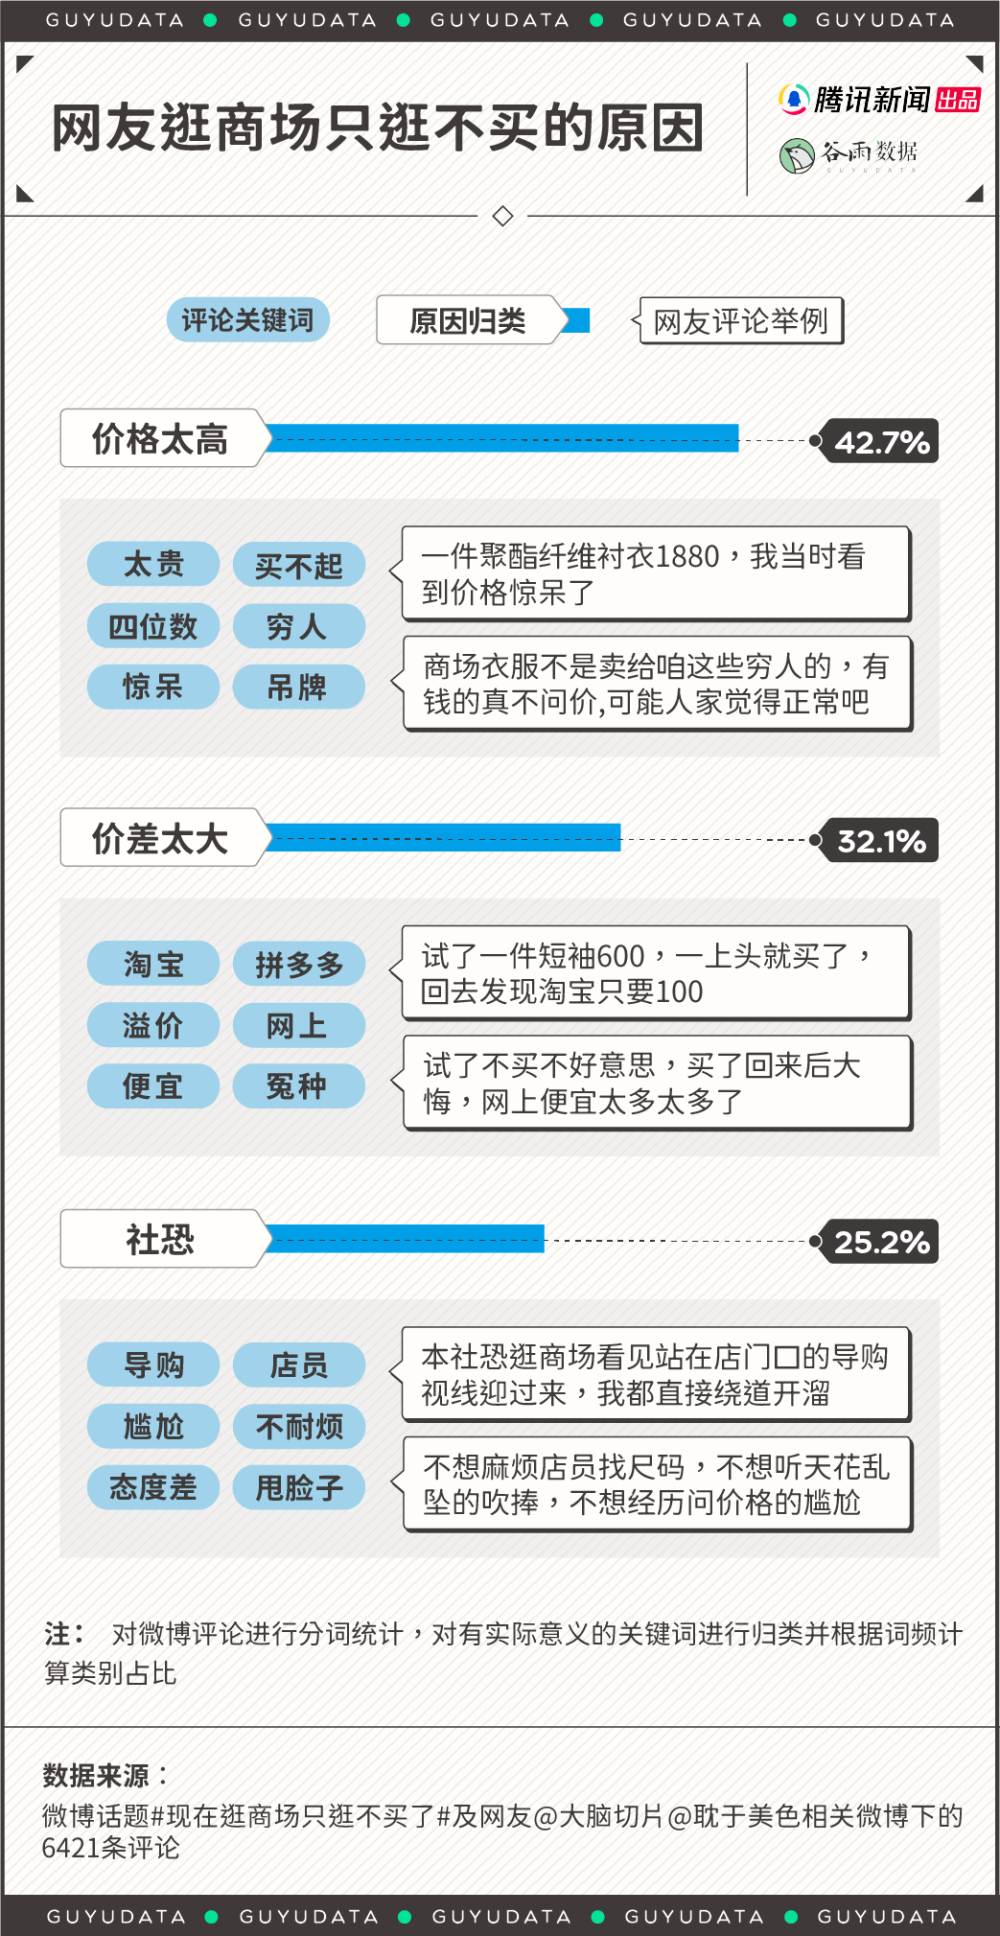 GUYUDATA ● GUYUDATA ● GUYUDATA ● GUYUDATA ● GUYUDATA
网友逛商场只逛不买的原因
腾讯新闻 出品
谷雨数据
GUYUDATA
评论关键词
原因归类
网友评论举例
价格太高
42.7%
太贵
买不起
四位数
穷人
惊呆
吊牌
一件聚酯纤维衬衣1880，我当时看
到价格惊呆了
商场衣服不是卖给咱这些穷人的，有
钱的真不问价,可能人家觉得正常吧
价差太大
32.1%
淘宝
拼多多
溢价
网上
便宜
冤种
试了一件短袖600，一上头就买了，
回去发现淘宝只要100
试了不买不好意思，买了回来后大
悔，网上便宜太多太多了
社恐
25.2%
导购
店员
尴尬
不耐烦
态度差
甩脸子
本社恐逛商场看见站在店门口的导购
视线迎过来，我都直接绕道开溜
不想麻烦店员找尺码，不想听天花乱
坠的吹捧，不想经历问价格的尴尬
注： 对微博评论进行分词统计，对有实际意义的关键词进行归类并根据词频计
算类别占比
数据来源：
微博话题#现在逛商场只逛不买了#及网友@大脑切片@耽于美色相关微博下的
6421条评论
GUYUDATA ● GUYUDATA ● GUYUDATA ● GUYUDATA ● GUYUDATA